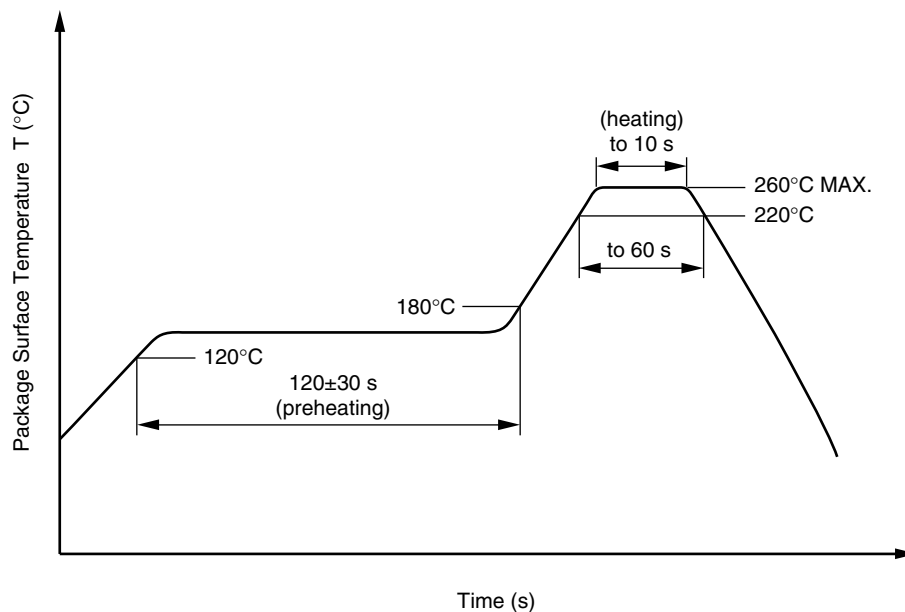 Package Surface Temperature T (°C)
(heating)
to 10 s
260°C MAX.
220°C
to 60 s
180°C
120°C
120±30 s
(preheating)
Time (s)